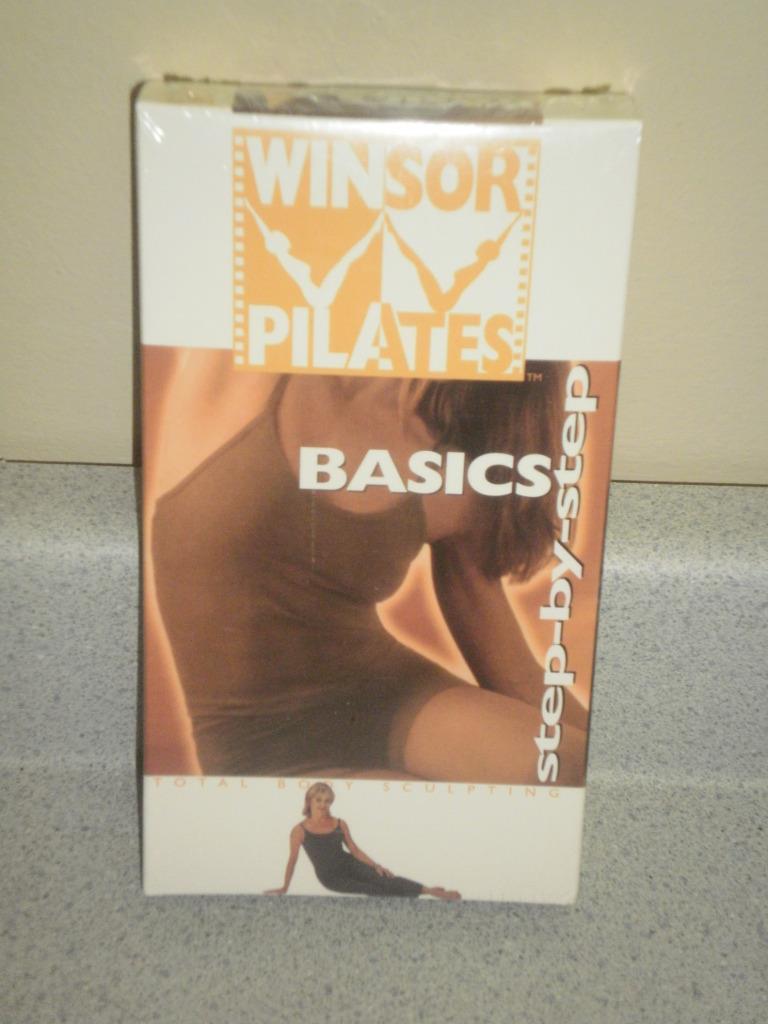 WINSOR
PILATES
TM
BASICS
step-by-step
TOTAL BODY SCULPTING